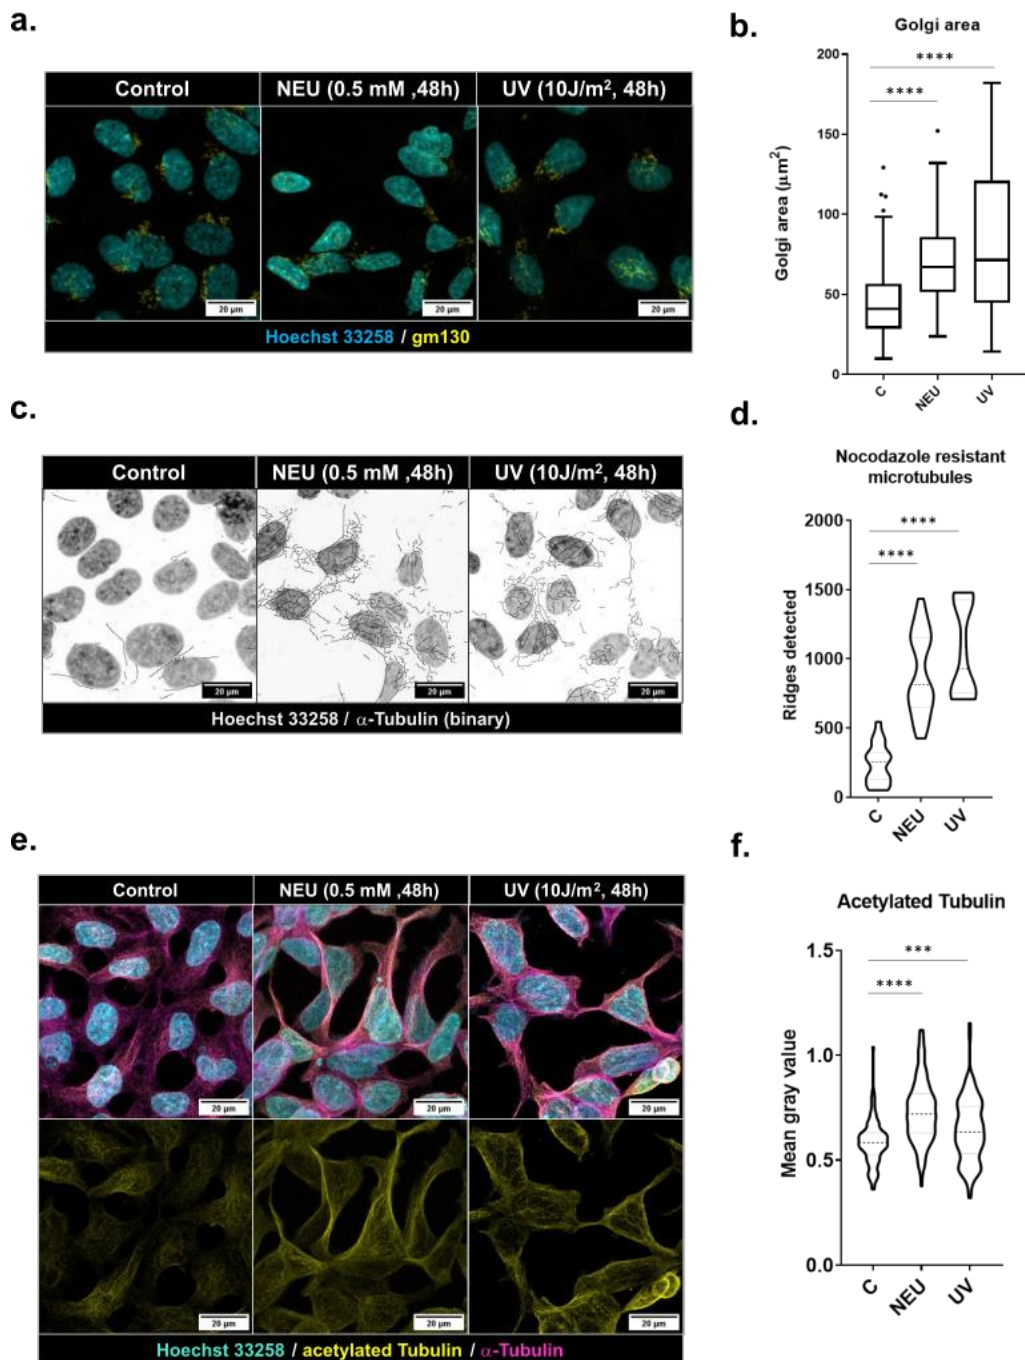 a.
Control NEU (0.5 mM ,48h) UV (10J/m², 48h)
20 µm 20 µm 20 µm
Hoechst 33258 / gm130
b.
Golgi area
**** 
****
Golgi area (µm²)
200
150
100
50
0
C NEU UV
c.
Control NEU (0.5 mM ,48h) UV (10J/m², 48h)
20 µm 20 µm 20 µm
Hoechst 33258 / α-Tubulin (binary)
d.
Nocodazole resistant
microtubules
****
****
Ridges detected
2000
1500
1000
500
0
C NEU UV
e.
Control NEU (0.5 mM ,48h) UV (10J/m², 48h)
20 µm 20 µm 20 µm
20 µm 20 µm 20 µm
Hoechst 33258 / acetylated Tubulin / α-Tubulin
f.
Acetylated Tubulin
***
****
Mean gray value
1.5
1.0
0.5
0.0
C NEU UV